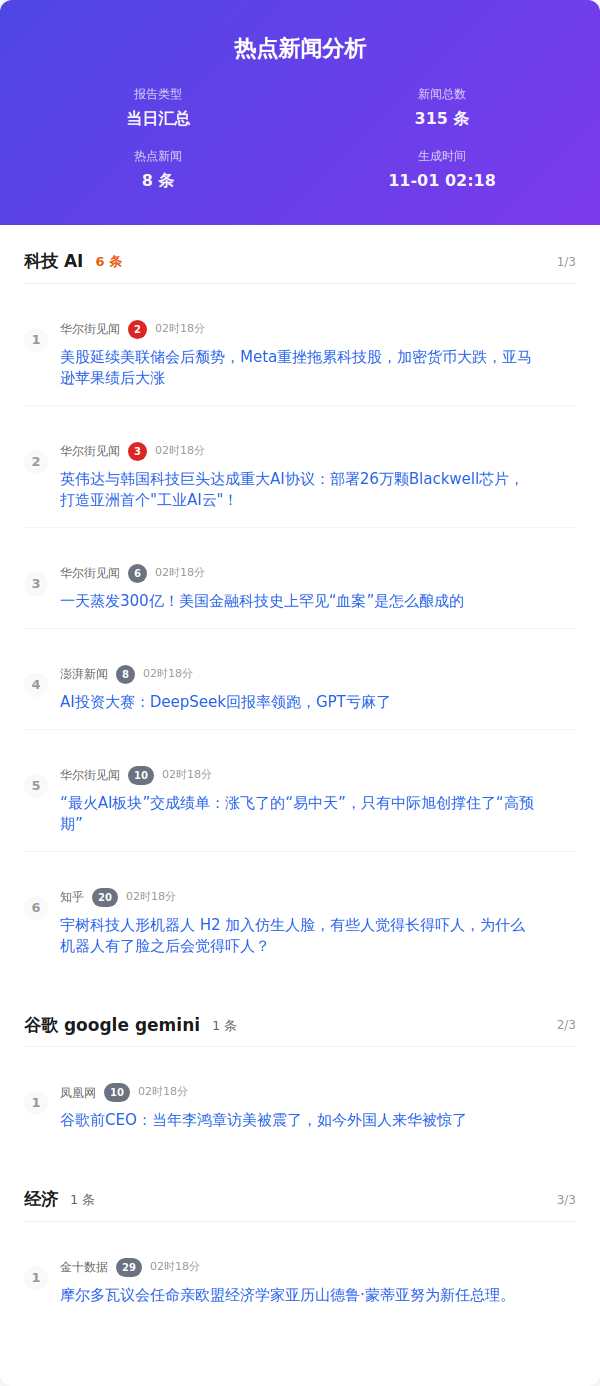 热点新闻分析
报告类型
新闻总数
当日汇总
315 条
热点新闻
生成时间
8 条
11-01 02:18
科技 AI 6 条 1/3
华尔街见闻 2 02时18分
1
美股延续美联储会后颓势，Meta重挫拖累科技股，加密货币大跌，亚马
逊苹果绩后大涨
华尔街见闻 3 02时18分
2
英伟达与韩国科技巨头达成重大AI协议：部署26万颗Blackwell芯片，
打造亚洲首个"工业AI云"！
华尔街见闻 6 02时18分
3
一天蒸发300亿！美国金融科技史上罕见“血案”是怎么酿成的
澎湃新闻 8 02时18分
4
AI投资大赛：DeepSeek回报率领跑，GPT亏麻了
华尔街见闻 10 02时18分
5
“最火AI板块”交成绩单：涨飞了的“易中天”，只有中际旭创撑住了“高预
期”
知乎 20 02时18分
6
宇树科技人形机器人 H2 加入仿生人脸，有些人觉得长得吓人，为什么
机器人有了脸之后会觉得吓人？
谷歌 google gemini 1 条 2/3
凤凰网 10 02时18分
1
谷歌前CEO：当年李鸿章访美被震了，如今外国人来华被惊了
经济 1 条 3/3
金十数据 29 02时18分
1
摩尔多瓦议会任命亲欧盟经济学家亚历山德鲁·蒙蒂亚努为新任总理。